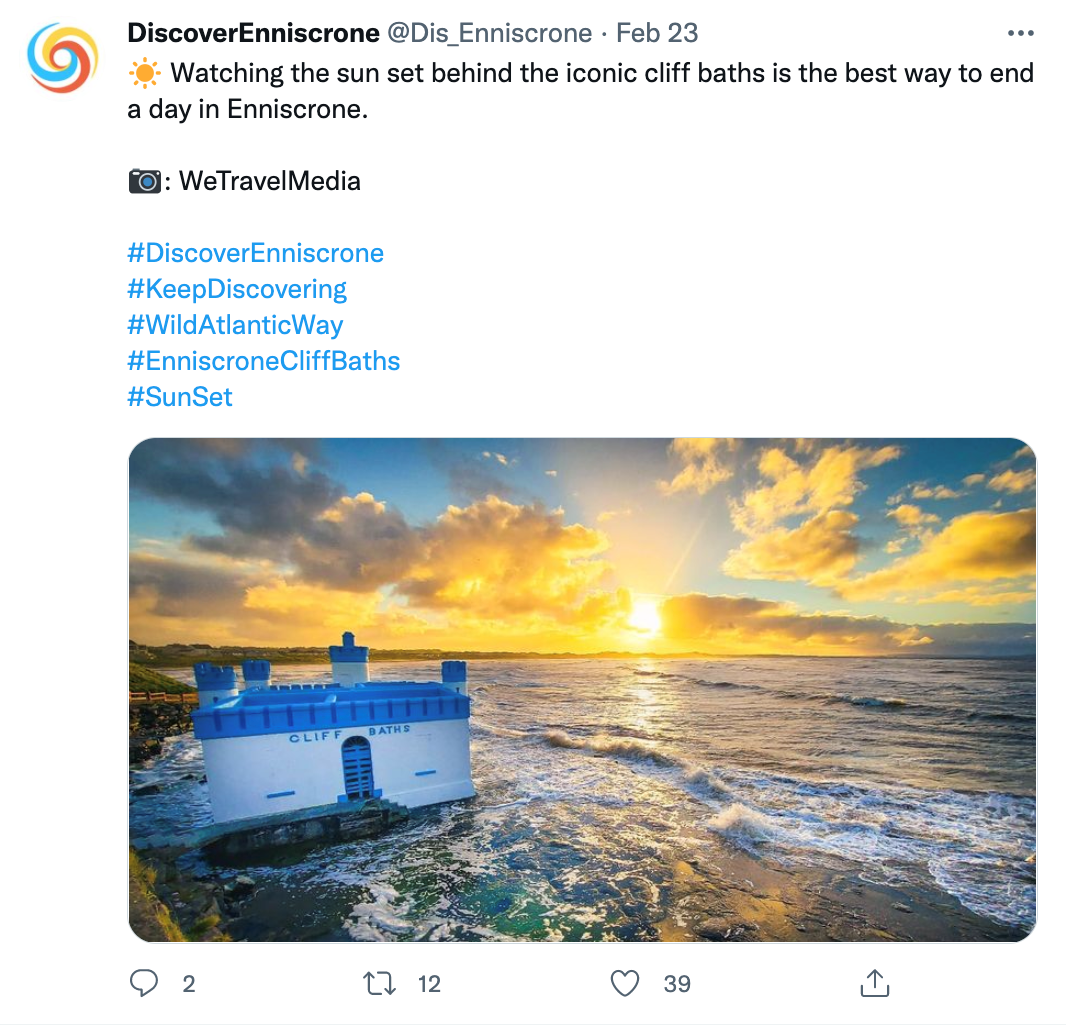 DiscoverEnniscrone @Dis_Enniscrone · Feb 23
☀️ Watching the sun set behind the iconic cliff baths is the best way to end
a day in Enniscrone.
📷: WeTravelMedia
#DiscoverEnniscrone
#KeepDiscovering
#WildAtlanticWay
#EnniscroneCliffBaths
#SunSet
CLIFF BATHS
2 12 39